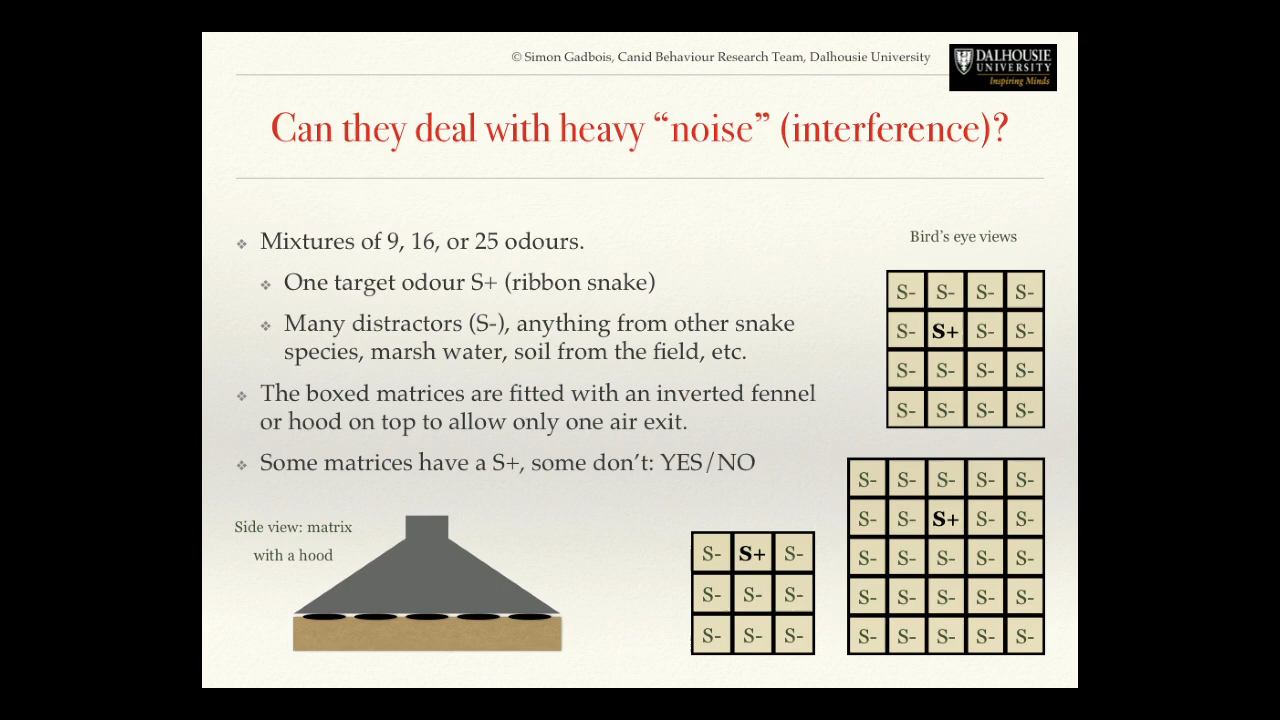 © Simon Gadbois, Canid Behaviour Research Team, Dalhousie University
DALHOUSIE
UNIVERSITY
Inspiring Minds
Can they deal with heavy “noise” (interference)?
Mixtures of 9, 16, or 25 odours.
One target odour S+ (ribbon snake)
Many distractors (S-), anything from other snake
species, marsh water, soil from the field, etc.
The boxed matrices are fitted with an inverted fennel
or hood on top to allow only one air exit.
Some matrices have a S+, some don’t: YES/NO
Side view: matrix
with a hood
Bird’s eye views
S- S- S- S-
S- S+ S- S-
S- S- S- S-
S- S- S- S-
S- S+ S-
S- S- S-
S- S- S-
S- S- S- S- S-
S- S- S+ S- S-
S- S- S- S- S-
S- S- S- S- S-
S- S- S- S- S-